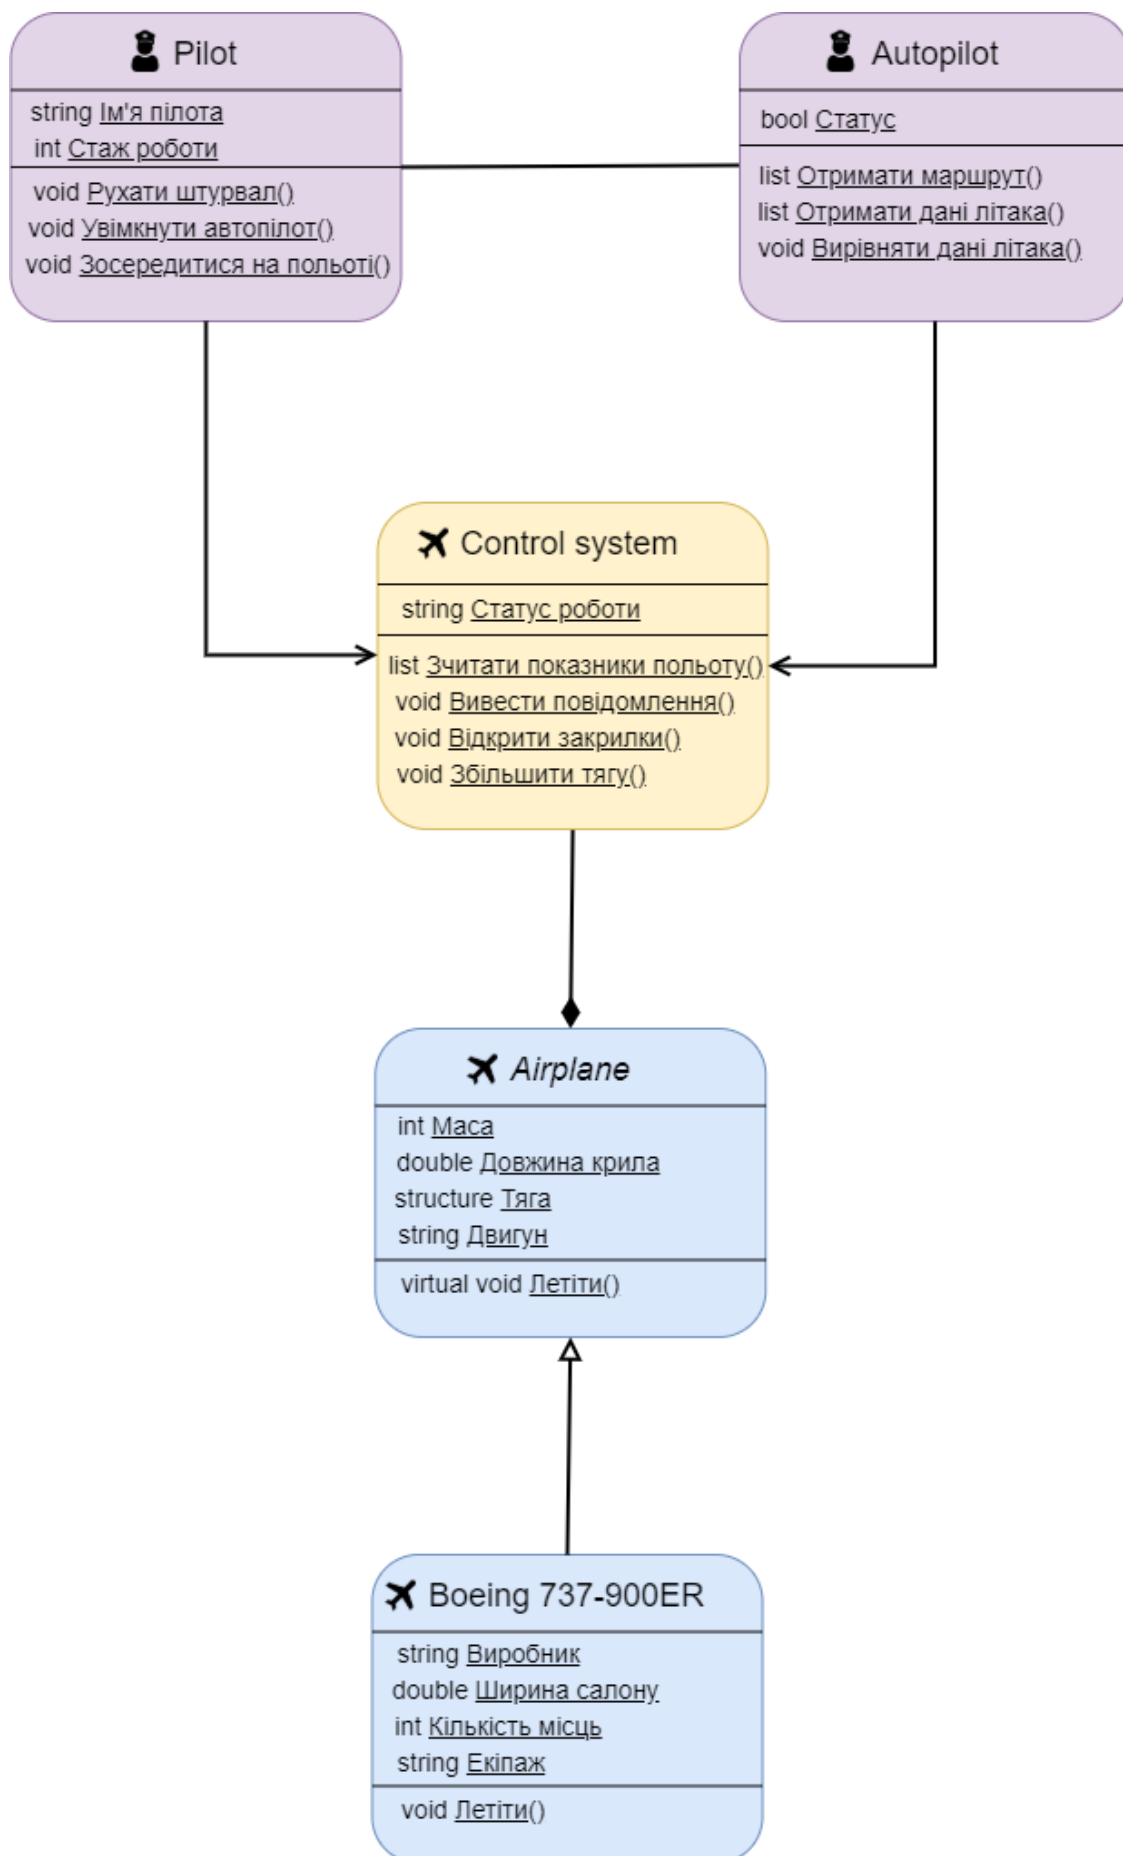 Pilot
string Ім'я пілота
int Стаж роботи
void Рухати штурвал()
void Увімкнути автопілот()
void Зосередитися на польоті()
Autopilot
bool Статус
list Отримати маршрут()
list Отримати дані літака()
void Вирівняти дані літака()
Control system
string Статус роботи
list Зчитати показники польоту()
void Вивести повідомлення()
void Відкрити закрилки()
void Збільшити тягу()
Airplane
int Маса
double Довжина крила
structure Тяга
string Двигун
virtual void Летіти()
Boeing 737-900ER
string Виробник
double Ширина салону
int Кількість місць
string Екіпаж
void Летіти()